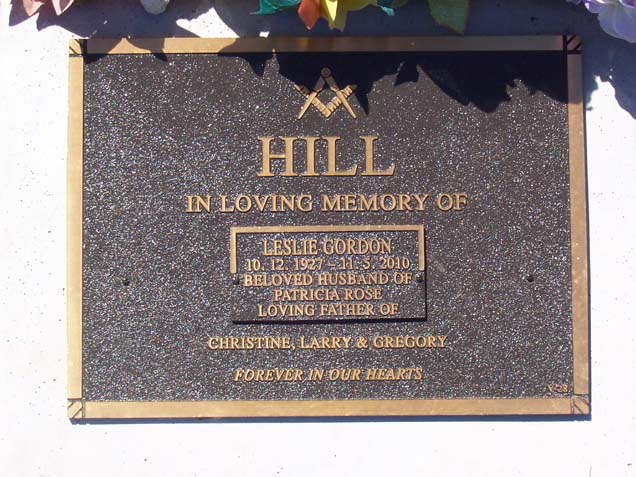 HILL
IN LOVING MEMORY OF
LESLIE GORDON
10. 12. 1927 - 11. 5. 2010
BELOVED HUSBAND OF
PATRICIA ROSE
LOVING FATHER OF
CHRISTINE, LARRY & GREGORY
FOREVER IN OUR HEARTS